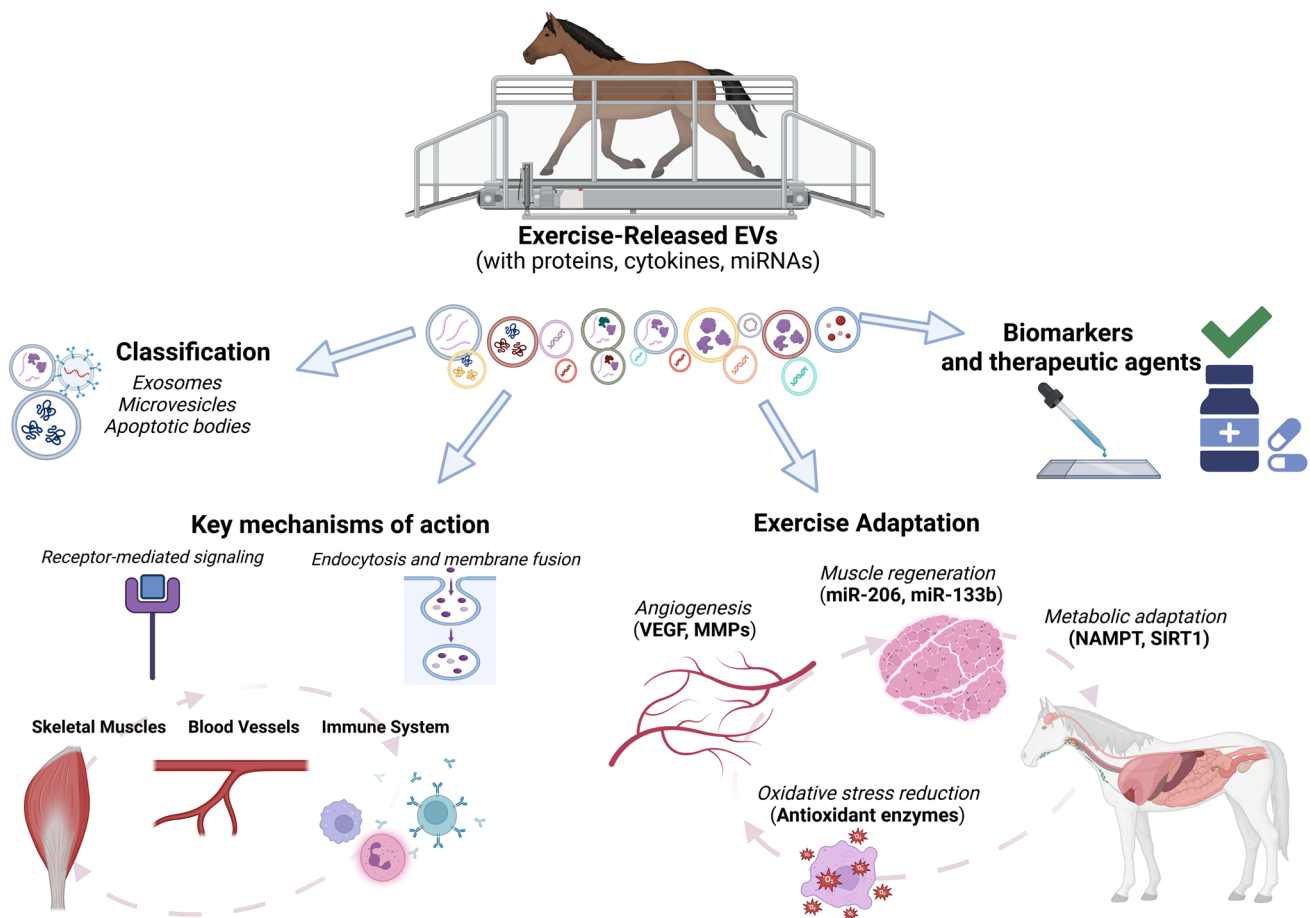 Exercise-Released EVs
(with proteins, cytokines, miRNAs)
Classification
Exosomes
Microvesicles
Apoptotic bodies
Biomarkers
and therapeutic agents
Key mechanisms of action
Receptor-mediated signaling
Endocytosis and membrane fusion
Skeletal Muscles
Blood Vessels
Immune System
Exercise Adaptation
Angiogenesis
(VEGF, MMPs)
Muscle regeneration
(miR-206, miR-133b)
Metabolic adaptation
(NAMPT, SIRT1)
Oxidative stress reduction
(Antioxidant enzymes)